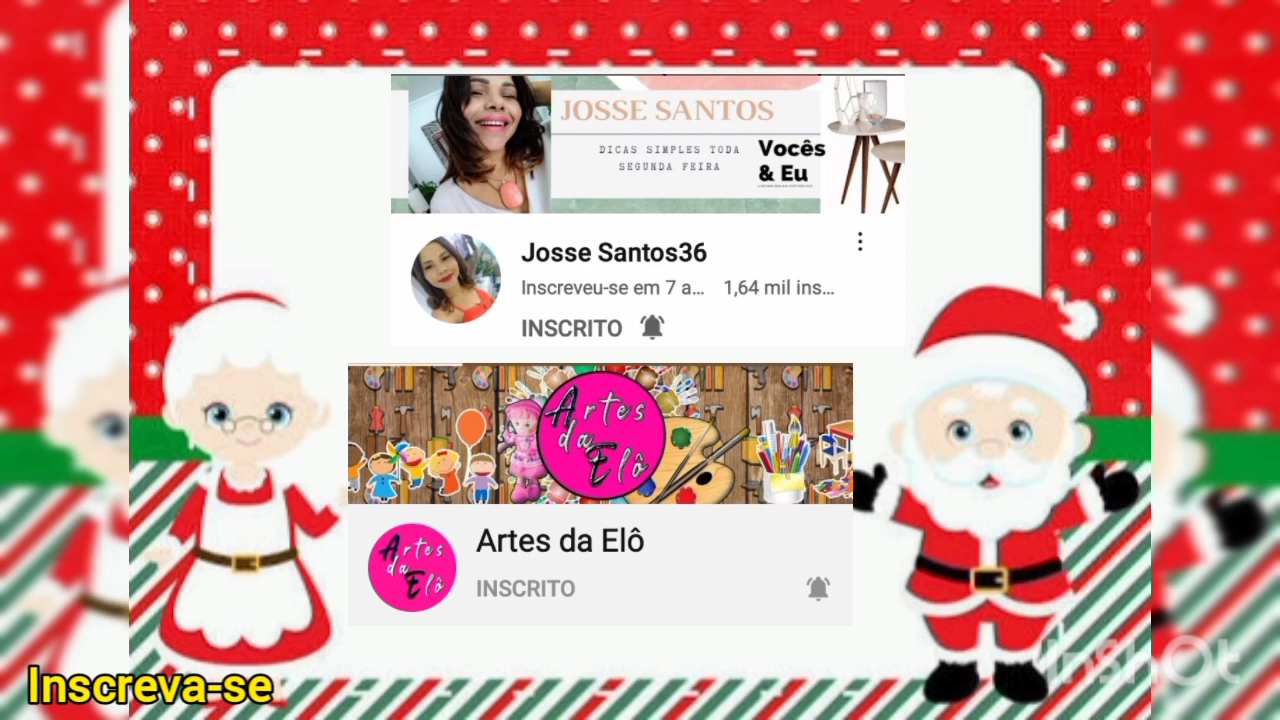 JOSSE SANTOS
DICAS SIMPLES TODA
SEGUNDA FEIRA
Vocês
& Eu
Josse Santos36
Inscreveu-se em 7 a... 1,64 mil ins...
INSCRITO
Artes
da
Elô
Artes
da
Elô
Artes da Elô
INSCRITO
Inscreva-se
InShOt